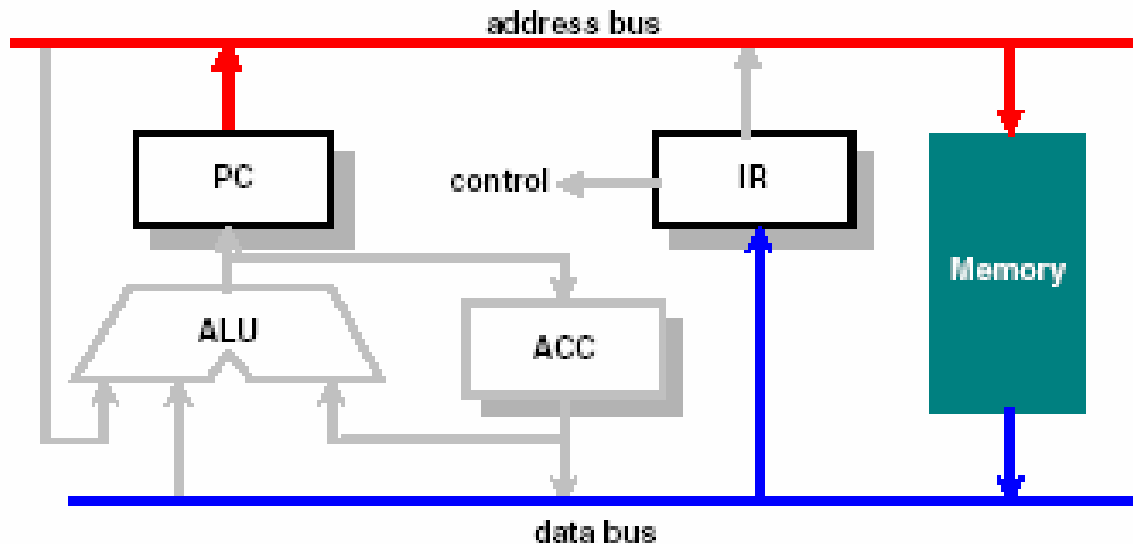 address bus
PC
control
IR
Memory
ALU
ACC
data bus